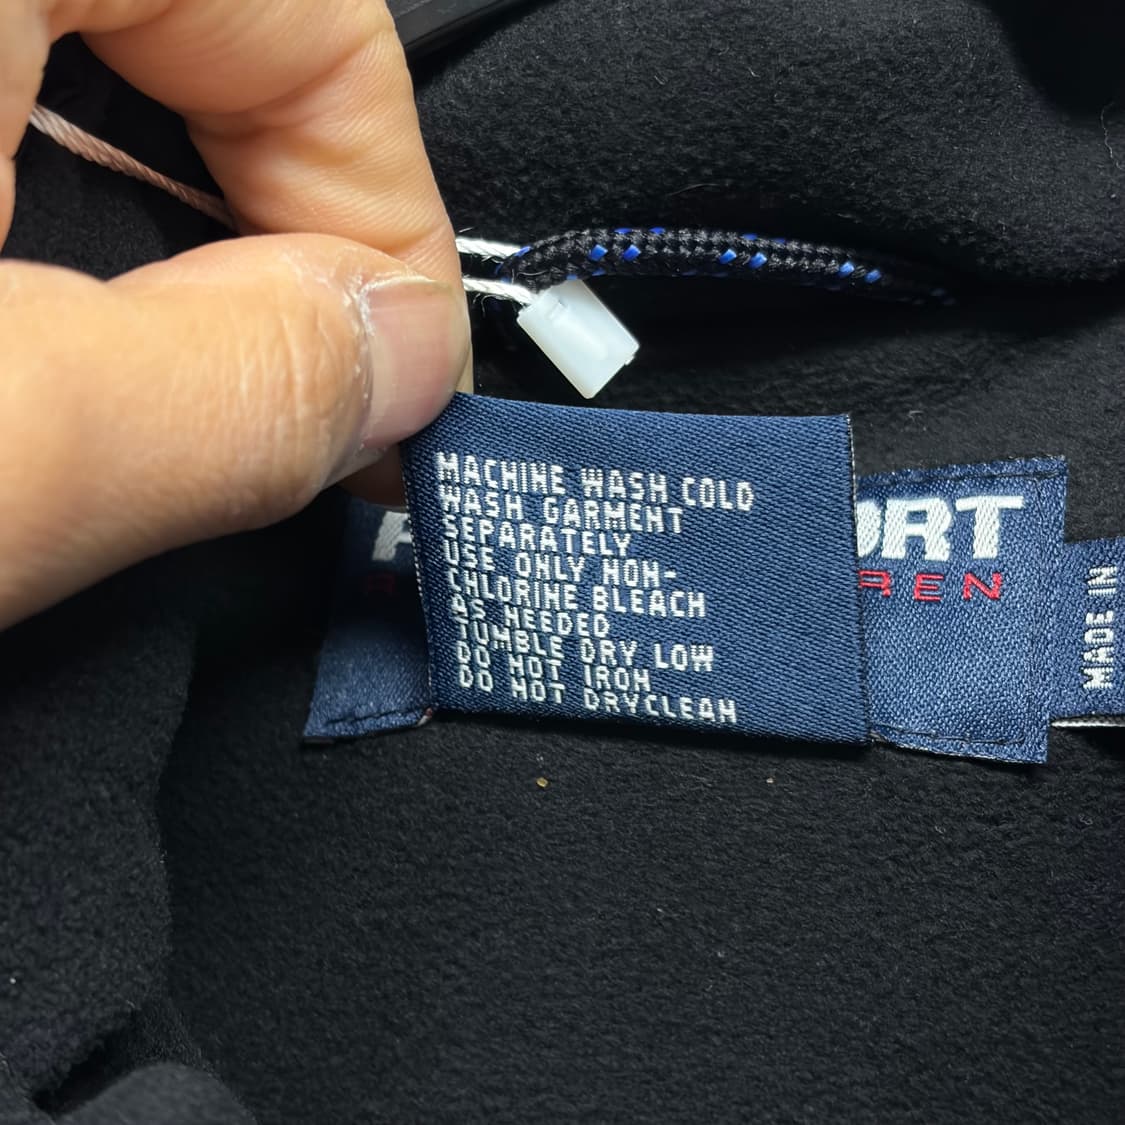 MACHINE WASH COLD
WASH GARMENT
SEPARATELY
USE ONLY NON-
CHLORINE BLEACH
AS NEEDED
TUMBLE DRY LOW
DO NOT IRON
DO NOT DRYCLEAN
ORT
REN
MADE IN